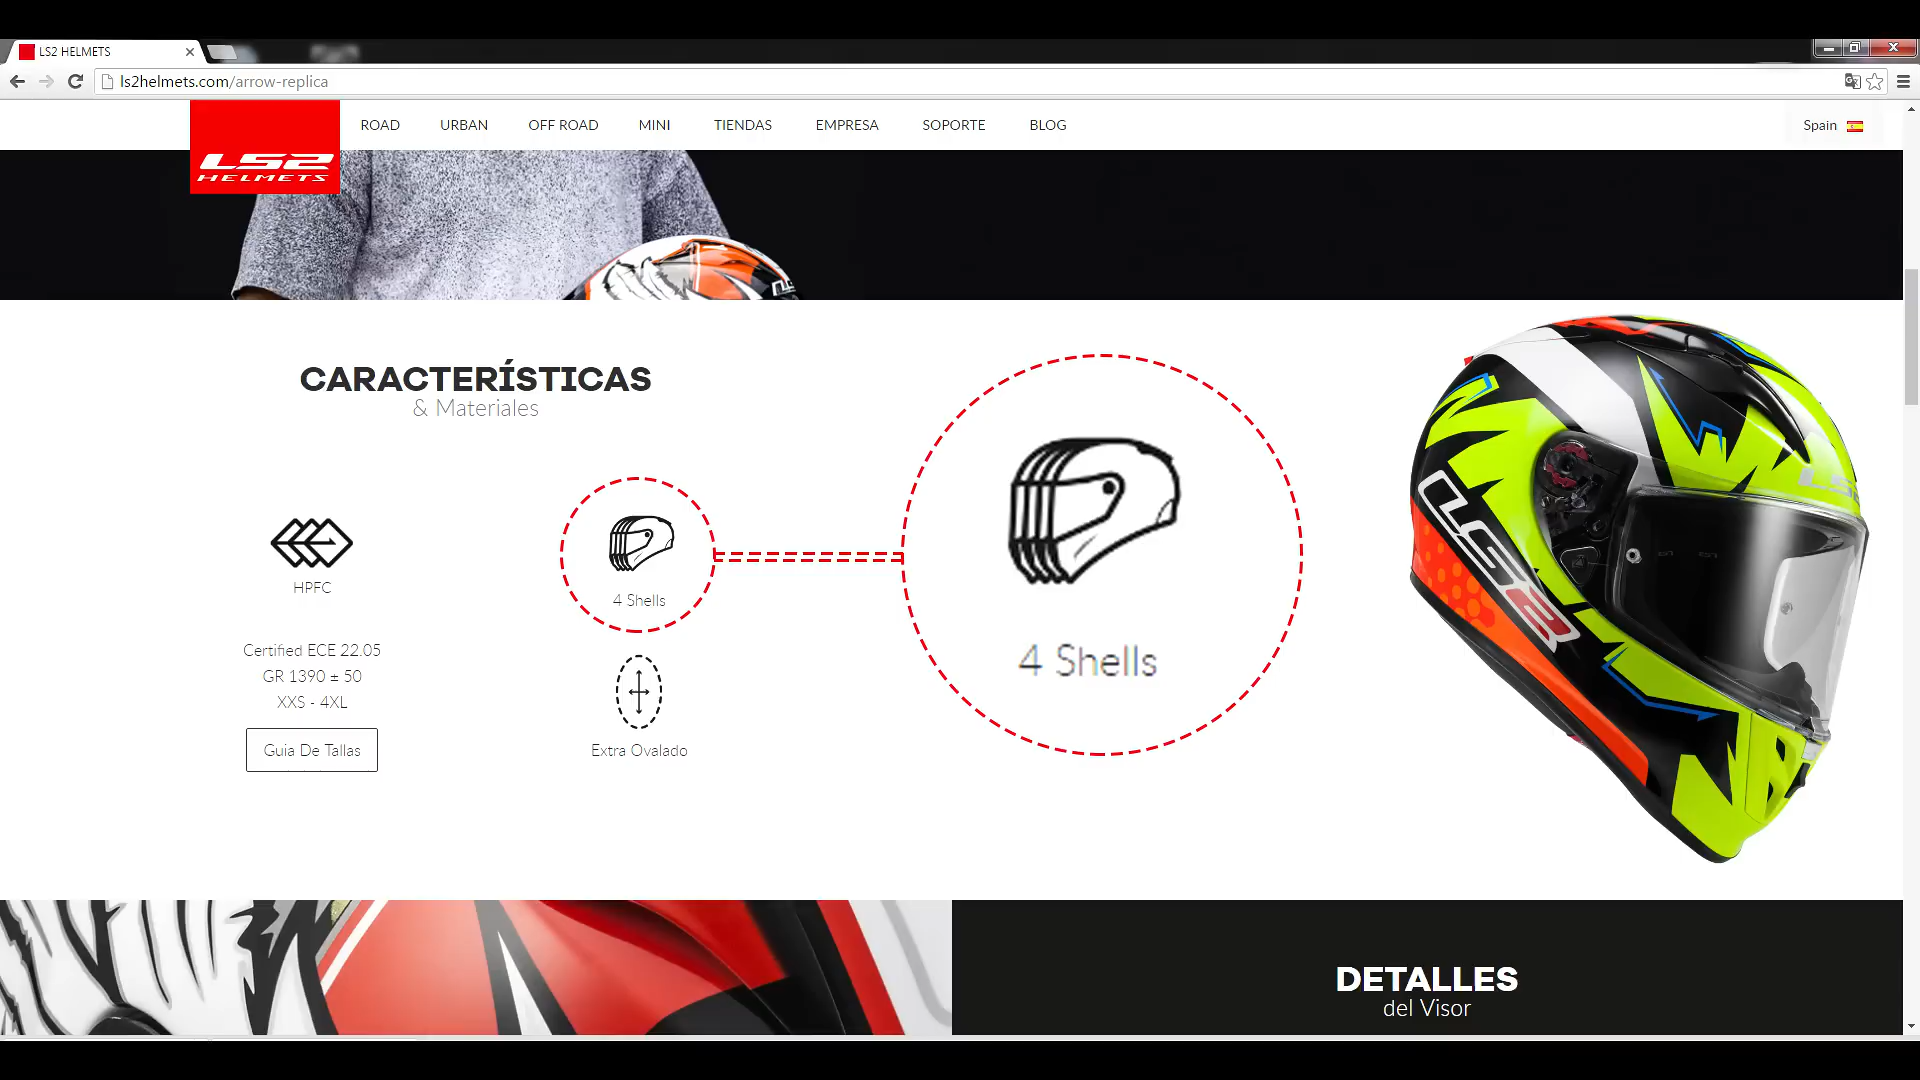 LS2 HELMETS
ls2helmets.com/arrow-replica
LS2
HELMETS
ROAD
URBAN
OFF ROAD
MINI
TIENDAS
EMPRESA
SOPORTE
BLOG
Spain
CARACTERÍSTICAS
& Materiales
HPFC
Certified ECE 22.05
GR 1390 ± 50
XXS - 4XL
Guia De Tallas
4 Shells
Extra Ovalado
4 Shells
LS2
DETALLES
del Visor